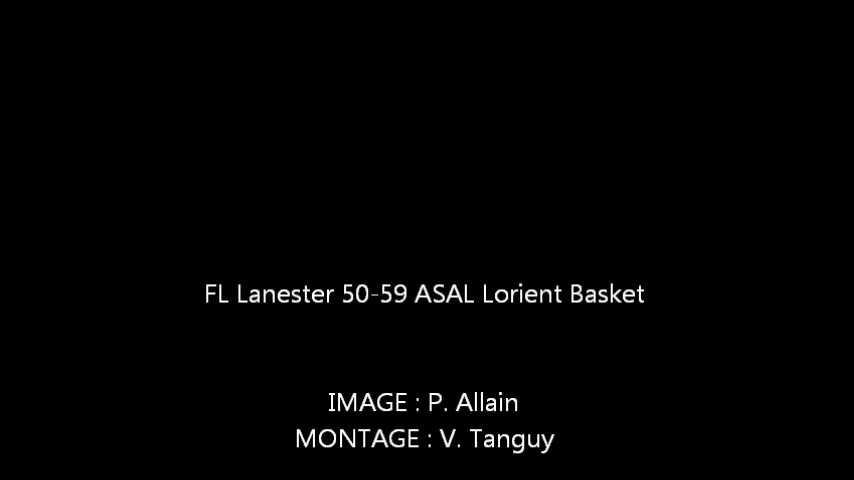 FL Lanester 50-59 ASAL Lorient Basket
IMAGE : P. Allain
MONTAGE : V. Tanguy